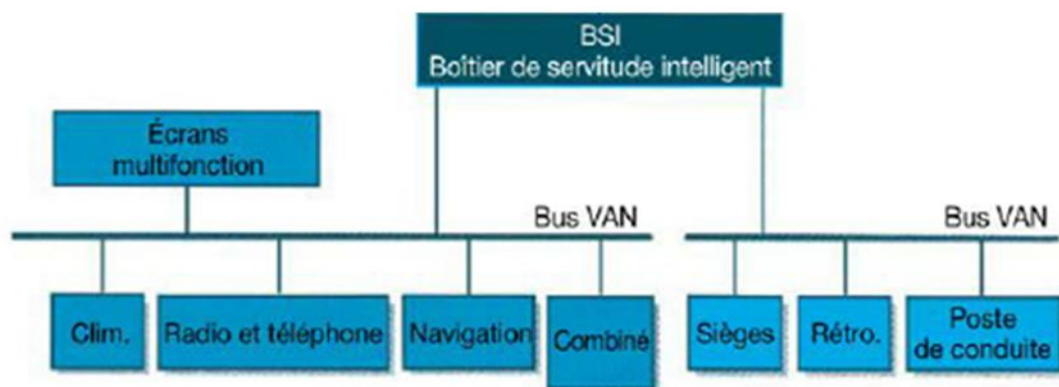 BSI
Boîtier de servitude intelligent
Écrans
multifonction
Bus VAN
Bus VAN
Clim.
Radio et téléphone
Navigation
Combiné
Sièges
Rétro.
Poste
de conduite